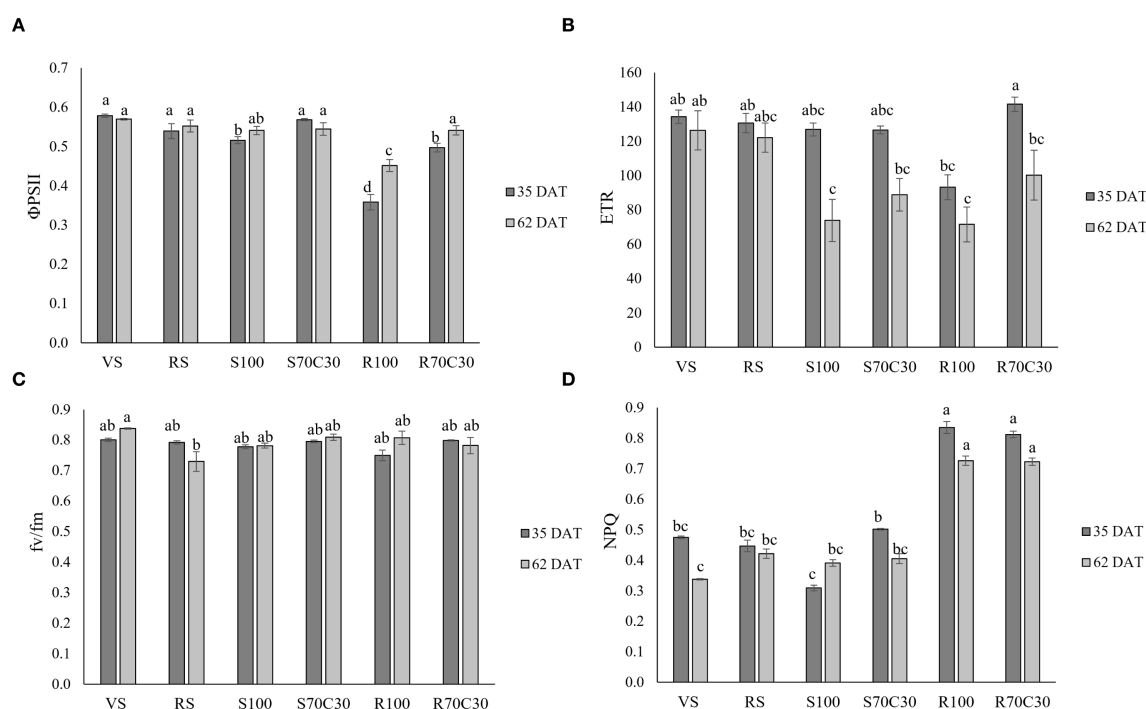 A
0.7
0.6
0.5
0.4
0.3
0.2
0.1
0.0
ΦPSII
a a a a b ab a a d c b a
VS RS S100 S70C30 R100 R70C30
35 DAT
62 DAT
B
160
140
120
100
80
60
40
20
0
ETR
ab ab ab abc abc c abc bc bc c a bc
VS RS S100 S70C30 R100 R70C30
35 DAT
62 DAT
C
0.9
0.8
0.7
0.6
0.5
0.4
0.3
0.2
0.1
0.0
fv/fm
ab a ab b ab ab ab ab ab ab ab ab
VS RS S100 S70C30 R100 R70C30
35 DAT
62 DAT
D
0.9
0.8
0.7
0.6
0.5
0.4
0.3
0.2
0.1
0.0
NPQ
bc c bc bc c bc b bc a a a a
VS RS S100 S70C30 R100 R70C30
35 DAT
62 DAT